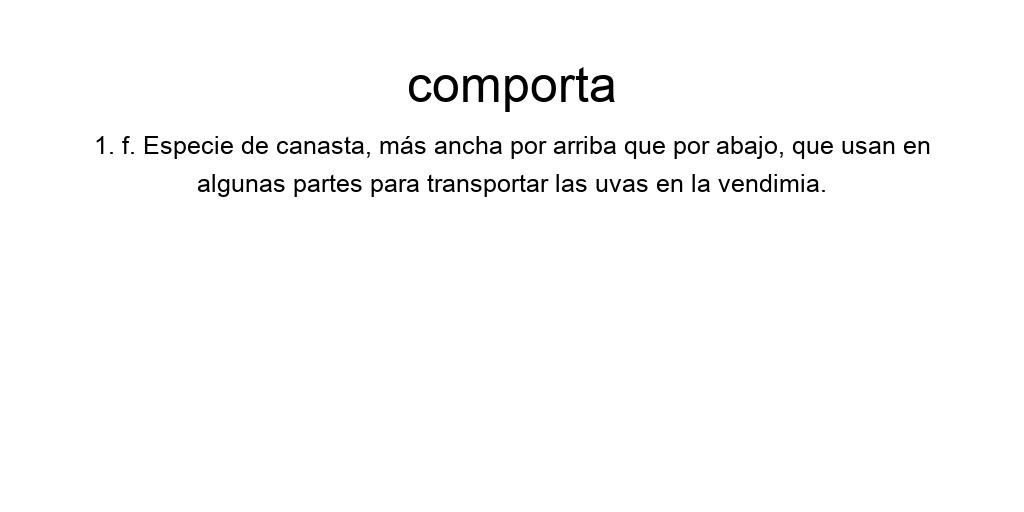 comporta
1. f. Especie de canasta, más ancha por arriba que por abajo, que usan en
algunas partes para transportar las uvas en la vendimia.